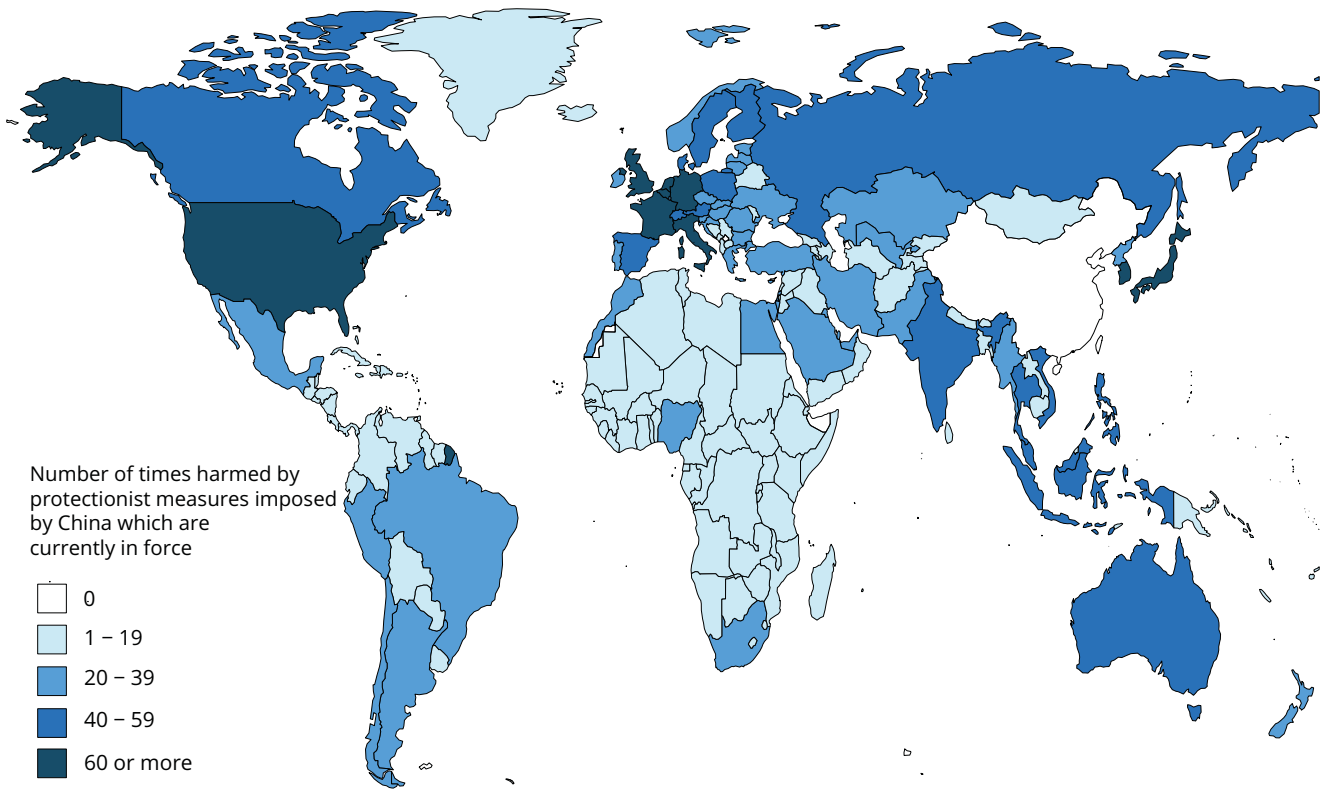 Number of times harmed by
protectionist measures imposed
by China which are
currently in force
0
1 – 19
20 – 39
40 – 59
60 or more